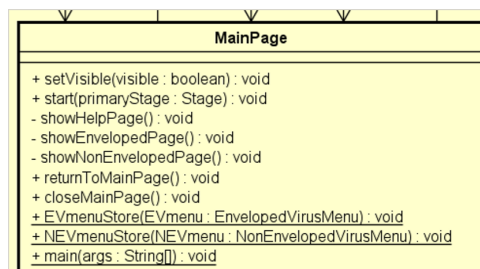 MainPage
+ setVisible(visible : boolean) : void
+ start(primaryStage : Stage) : void
- showHelpPage() : void
- showEnvelopedPage() : void
- showNonEnvelopedPage() : void
+ returnToMainPage() : void
+ closeMainPage() : void
+ EVmenuStore(EVmenu : EnvelopedVirusMenu) : void
+ NEVmenuStore(NEVmenu : NonEnvelopedVirusMenu) : void
+ main(args : String[]) : void